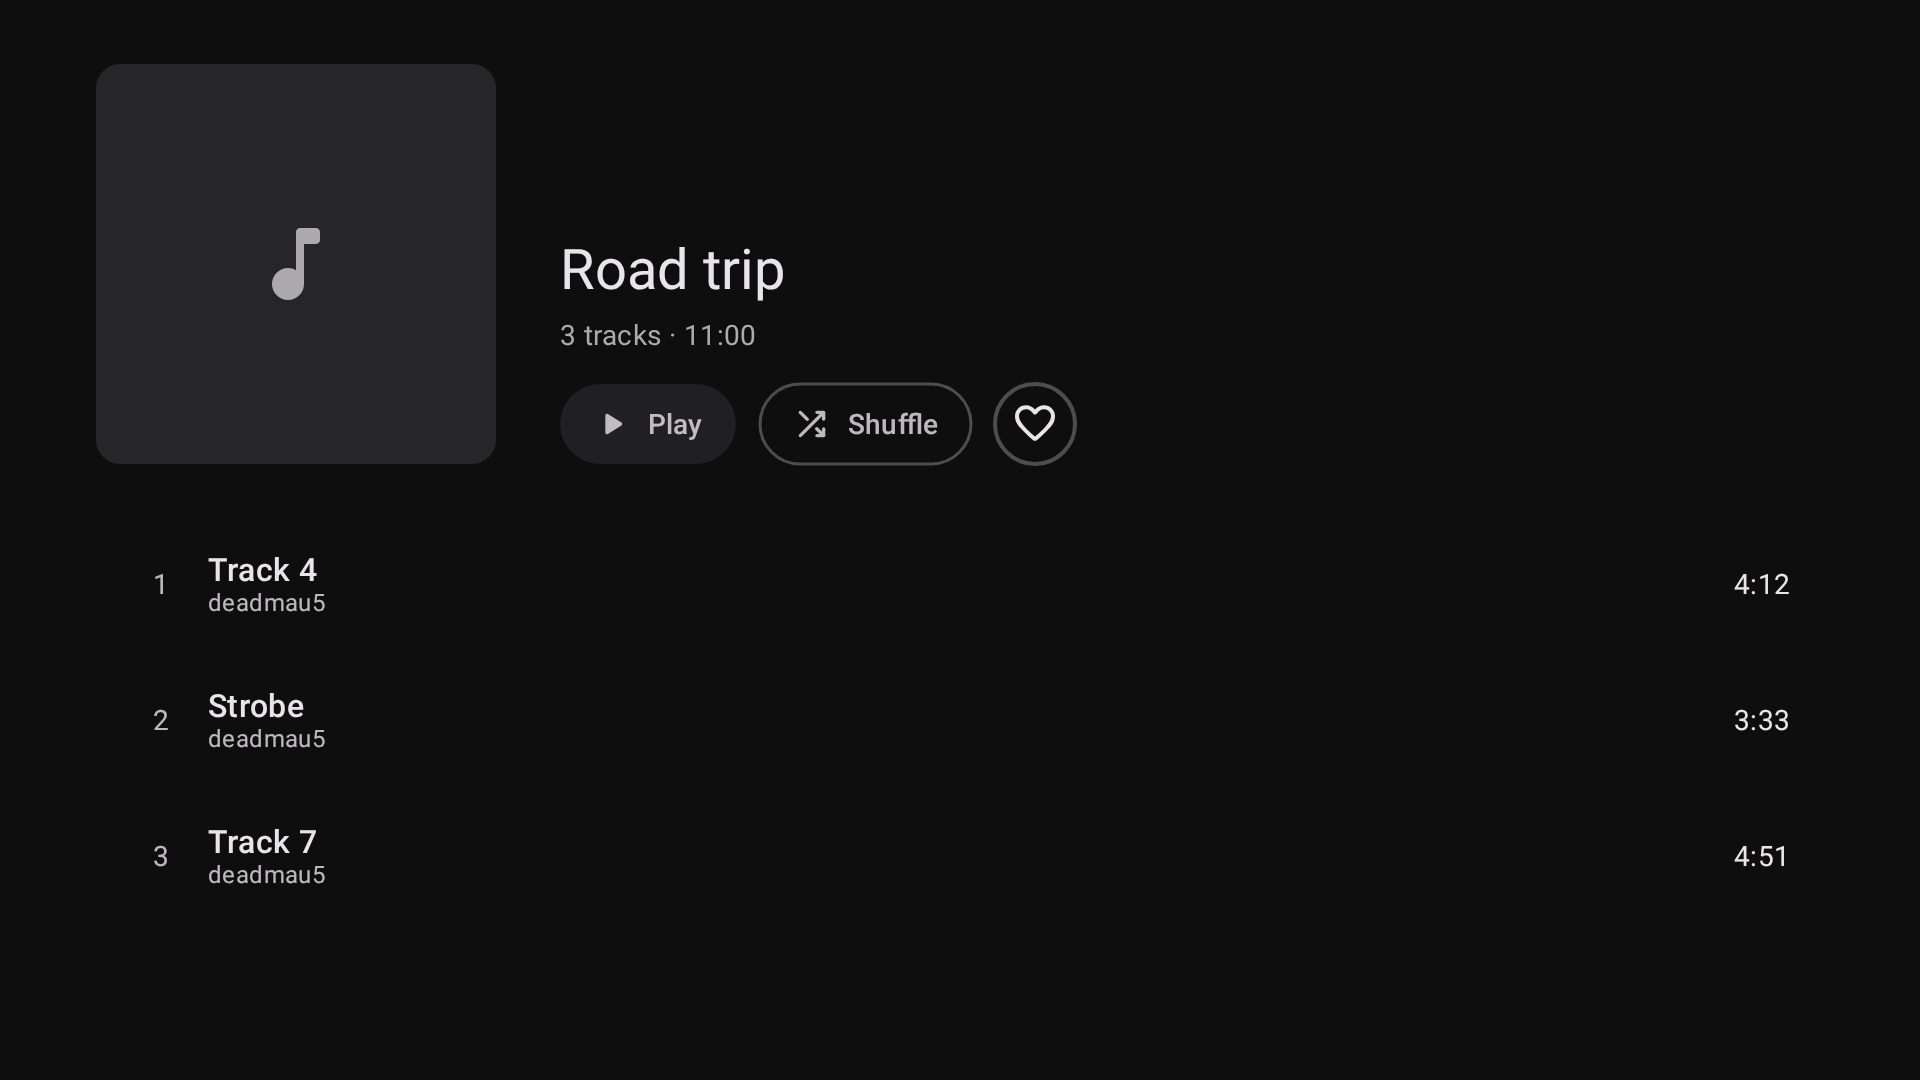 Road trip
3 tracks · 11:00
Play
Shuffle
1
Track 4
deadmau5
4:12
2
Strobe
deadmau5
3:33
3
Track 7
deadmau5
4:51